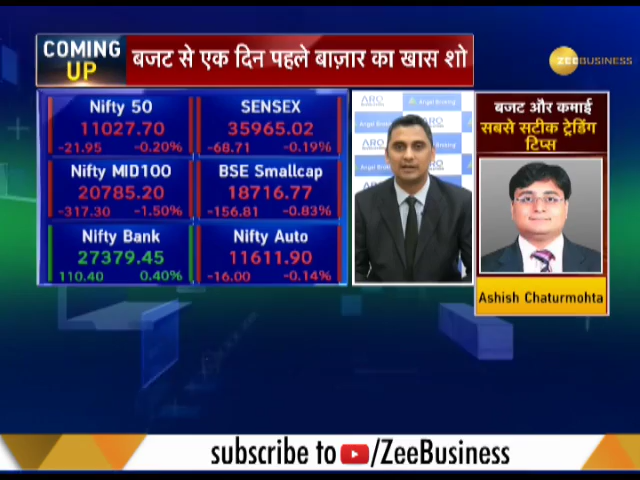 COMING
UP
बजट से एक दिन पहले बाज़ार का खास शो
ZEEBUSINESS
Nifty 50
11027.70
-21.95 -0.20%
SENSEX
35965.02
-68.71 -0.19%
Nifty MID100
20785.20
-317.30 -1.50%
BSE Smallcap
18716.77
-156.81 -0.83%
Nifty Bank
27379.45
110.40 0.40%
Nifty Auto
11611.90
-16.00 -0.14%
ARQ
Angel Broking
बजट और कमाई
सबसे सटीक ट्रेडिंग
टिप्स
Ashish Chaturmohta
subscribe to /ZeeBusiness